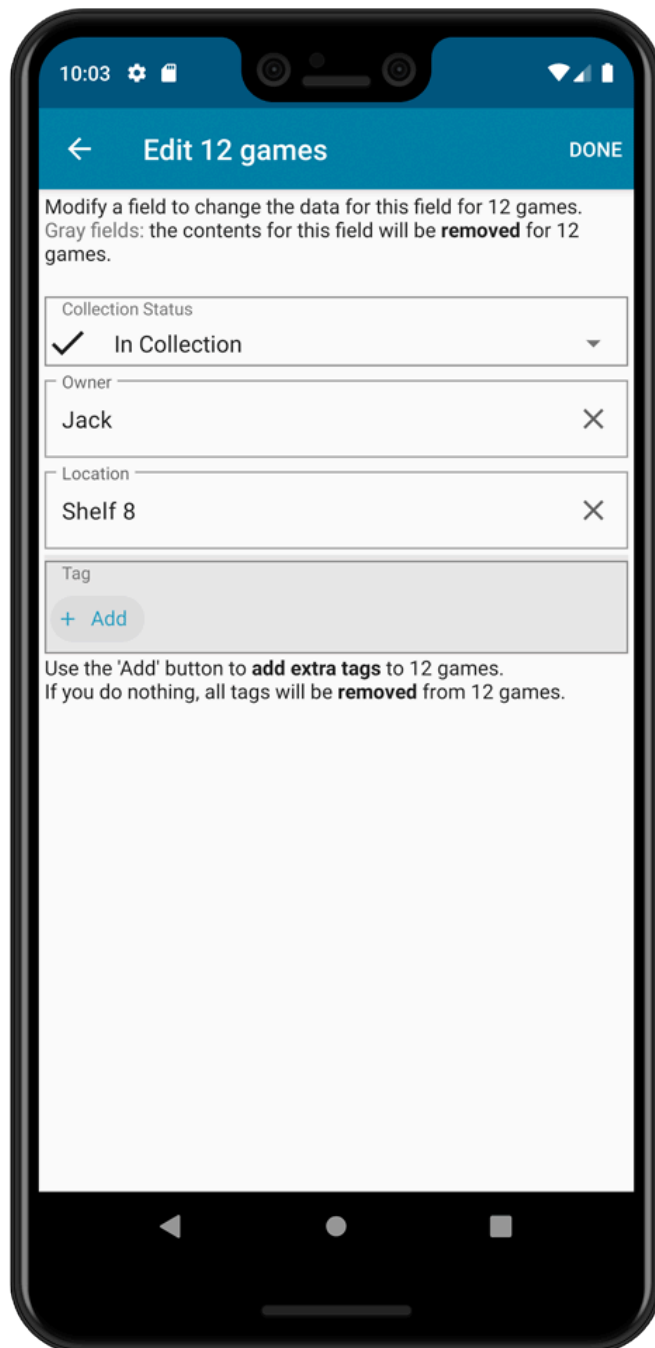 10:03
Edit 12 games
DONE
Modify a field to change the data for this field for 12 games.
Gray fields: the contents for this field will be removed for 12
games.
Collection Status
In Collection
Owner
Jack
Location
Shelf 8
Tag
+ Add
Use the 'Add' button to add extra tags to 12 games.
If you do nothing, all tags will be removed from 12 games.